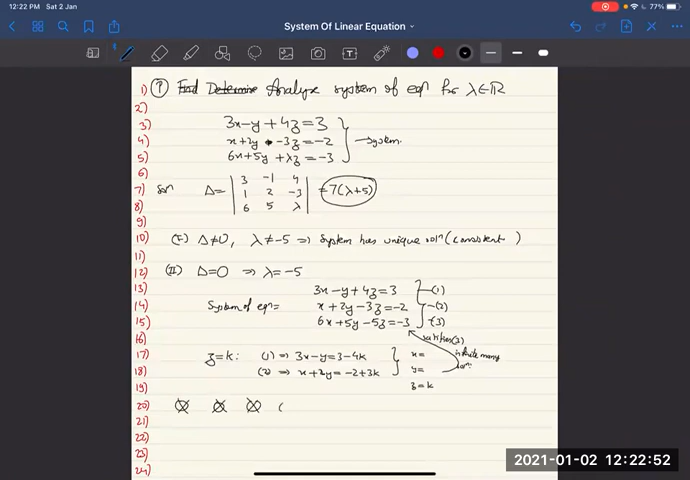 12:22 PM Sat 2 Jan
77%
System Of Linear Equation
1) (?) Find Determine Analyze system of eqn for λ∈ℝ
2)
3) 3x-y+4z=3
4) x+2y -3z=-2 system
5) 6x+5y+λz=-3
6)
7) Δ= | 3 -1 4 | =7(λ+5)
| 1 2 -3 |
8) | 6 5 λ |
9)
10) (I) Δ≠0, λ≠-5 ⇒ System has unique soln (consistent)
11)
12) (II) Δ=0 ⇒ λ=-5
13) 3x-y+4z=3 -(1)
14) System of eqn= x+2y-3z=-2 -(2)
15) 6x+5y-5z=-3 -(3)
16) satisfies(3)
17) z=k: (1) ⇒ 3x-y=3-4k x= infinite many
18) (2) ⇒ x+2y=-2+3k y= soln
19) z=k
20)
21)
22)
23)
24)
2021-01-02 12:22:52